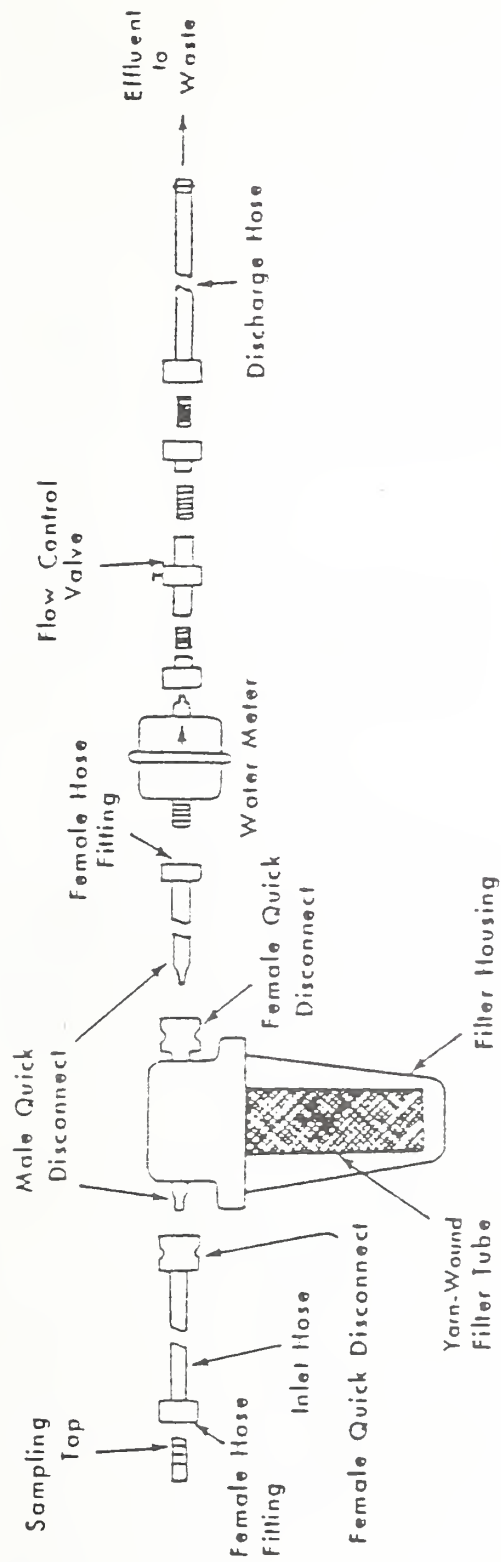 Sampling
Tap
Female Hose
Fitting
Inlet Hose
Female Quick Disconnect
Male Quick
Disconnect
Yarn-Wound
Filter Tube
Filter Housing
Female Quick
Disconnect
Female Hose
Fitting
Water Meter
Flow Control
Valve
Discharge Hose
Effluent
to
Waste